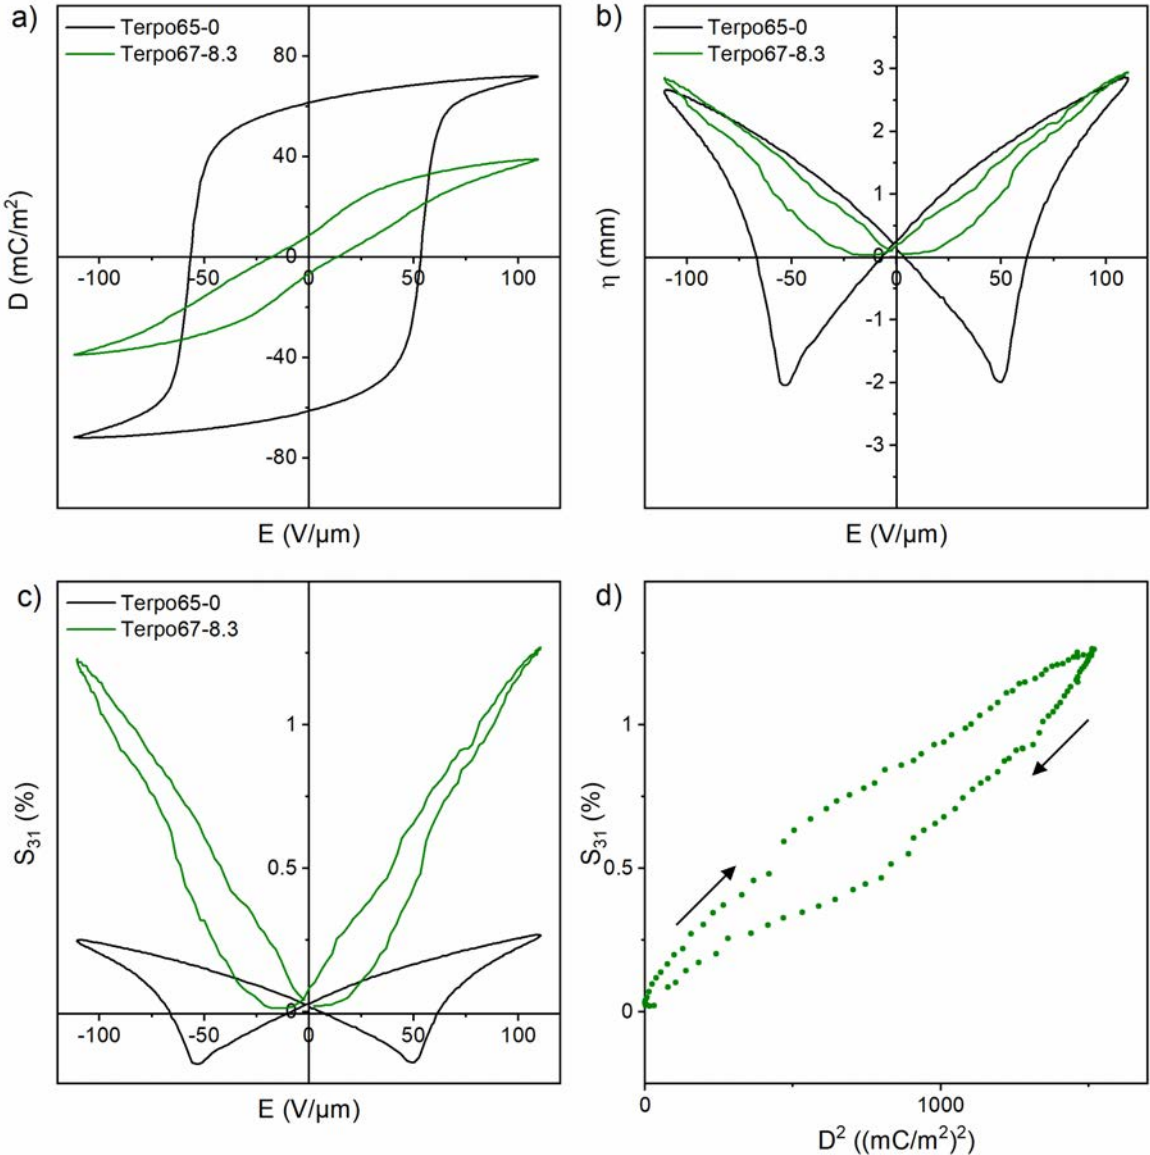 a)
Terpo65-0
Terpo67-8.3
80
40
0
-40
-80
-100
-50
0
50
100
D (mC/m²)
E (V/µm)
b)
Terpo65-0
Terpo67-8.3
3
2
1
0
-1
-2
-3
-100
-50
0
50
100
η (mm)
E (V/µm)
c)
Terpo65-0
Terpo67-8.3
1
0.5
0
-100
-50
0
50
100
S₃₁ (%)
E (V/µm)
d)
1
0.5
0
0
1000
S₃₁ (%)
D² ((mC/m²)²)